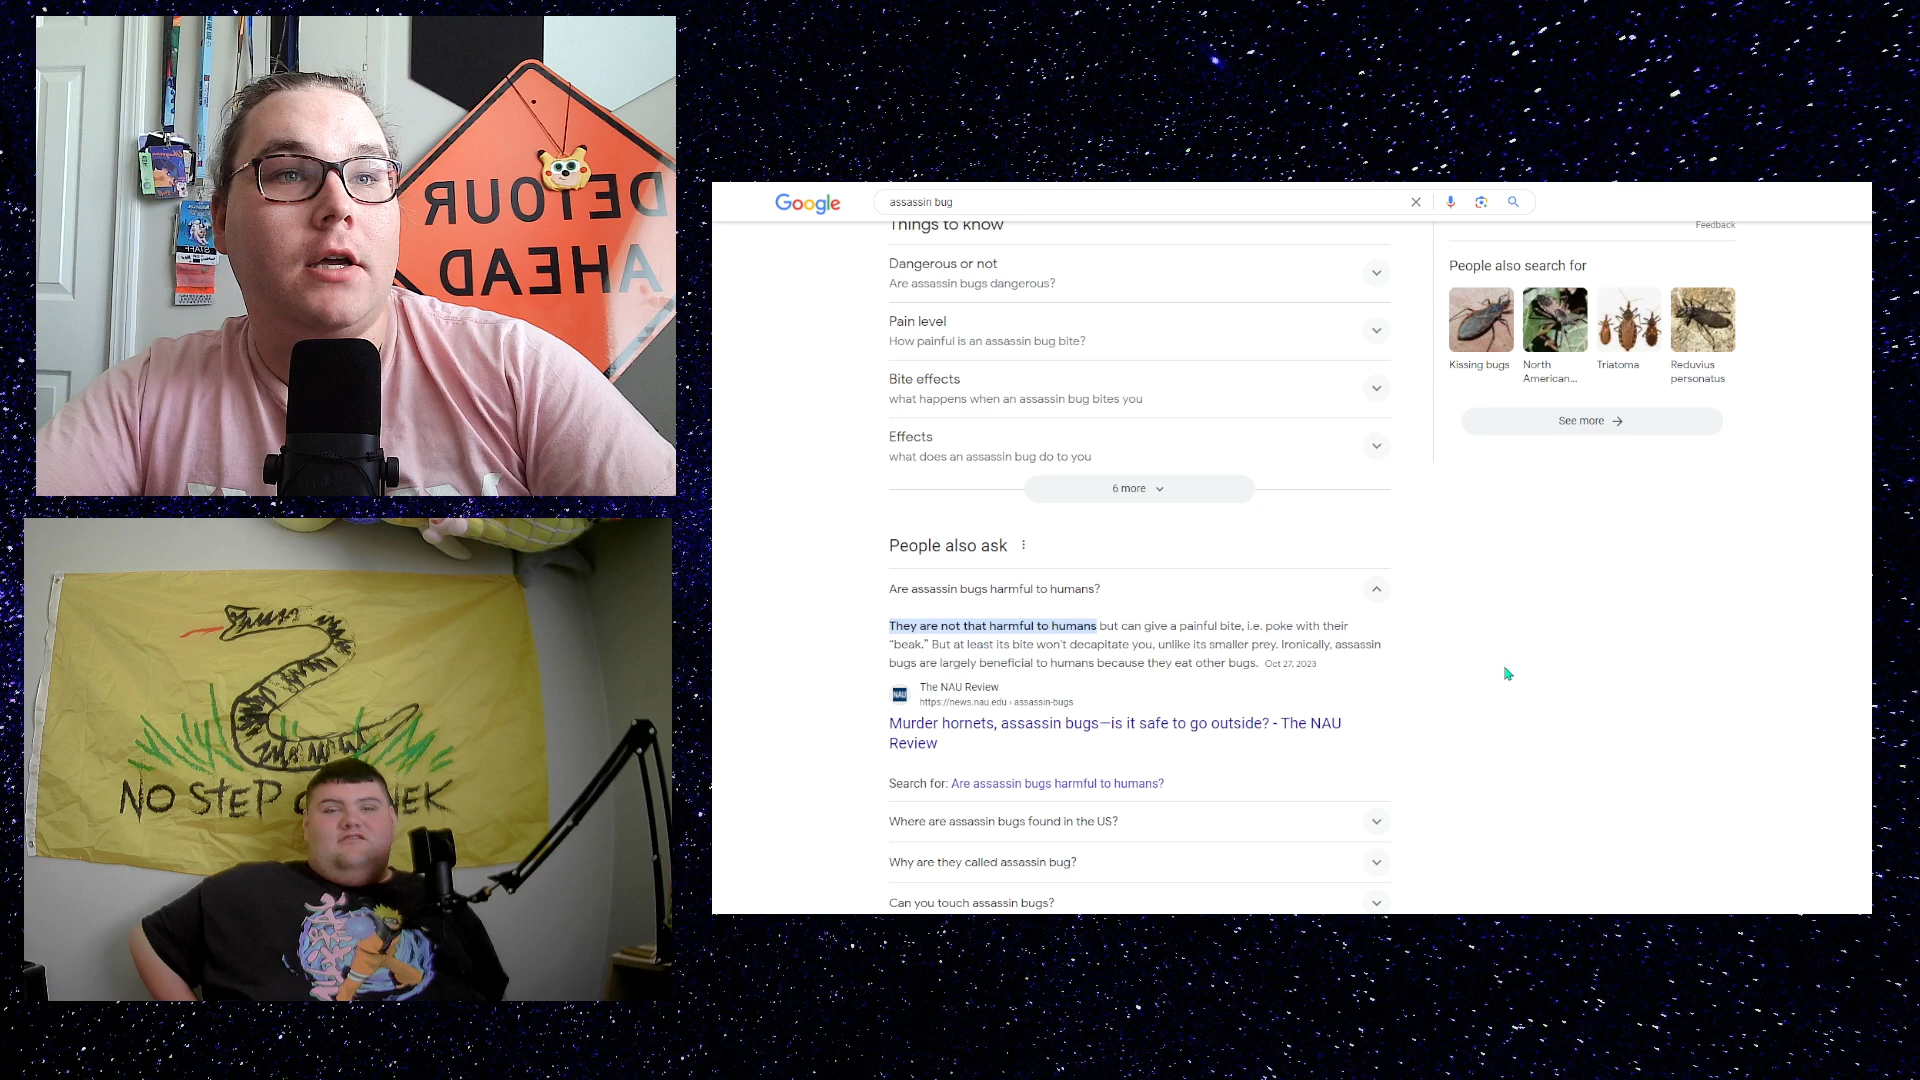 DETOUR
AHEAD
STAFF
NO STEP
NEK
Google
assassin bug
Things to know
Feedback
Dangerous or not
Are assassin bugs dangerous?
Pain level
How painful is an assassin bug bite?
Bite effects
what happens when an assassin bug bites you
Effects
what does an assassin bug do to you
6 more
People also search for
Kissing bugs
North
American...
Triatoma
Reduvius
personatus
See more
People also ask
Are assassin bugs harmful to humans?
They are not that harmful to humans but can give a painful bite, i.e. poke with their
“beak.” But at least its bite won't decapitate you, unlike its smaller prey. Ironically, assassin
bugs are largely beneficial to humans because they eat other bugs. Oct 27, 2023
NAU
The NAU Review
https://news.nau.edu › assassin-bugs
Murder hornets, assassin bugs—is it safe to go outside? - The NAU
Review
Search for: Are assassin bugs harmful to humans?
Where are assassin bugs found in the US?
Why are they called assassin bug?
Can you touch assassin bugs?